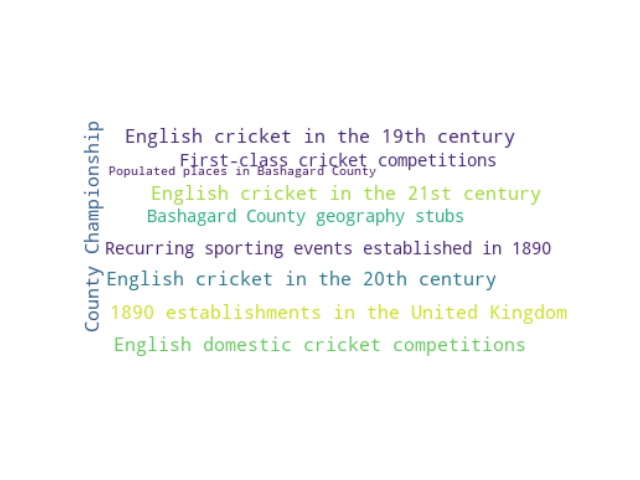 County Championship
English cricket in the 19th century
First-class cricket competitions
Populated places in Bashagard County
English cricket in the 21st century
Bashagard County geography stubs
Recurring sporting events established in 1890
English cricket in the 20th century
1890 establishments in the United Kingdom
English domestic cricket competitions